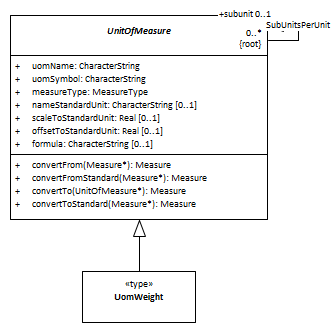 +subunit 0..1
SubUnitsPerUnit
UnitOfMeasure
0..*
{root}
+ uomName: CharacterString
+ uomSymbol: CharacterString
+ measureType: MeasureType
+ nameStandardUnit: CharacterString [0..1]
+ scaleToStandardUnit: Real [0..1]
+ offsetToStandardUnit: Real [0..1]
+ formula: CharacterString [0..1]
+ convertFrom(Measure*): Measure
+ convertFromStandard(Measure*): Measure
+ convertTo(UnitOfMeasure*): Measure
+ convertToStandard(Measure*): Measure
«type»
UomWeight